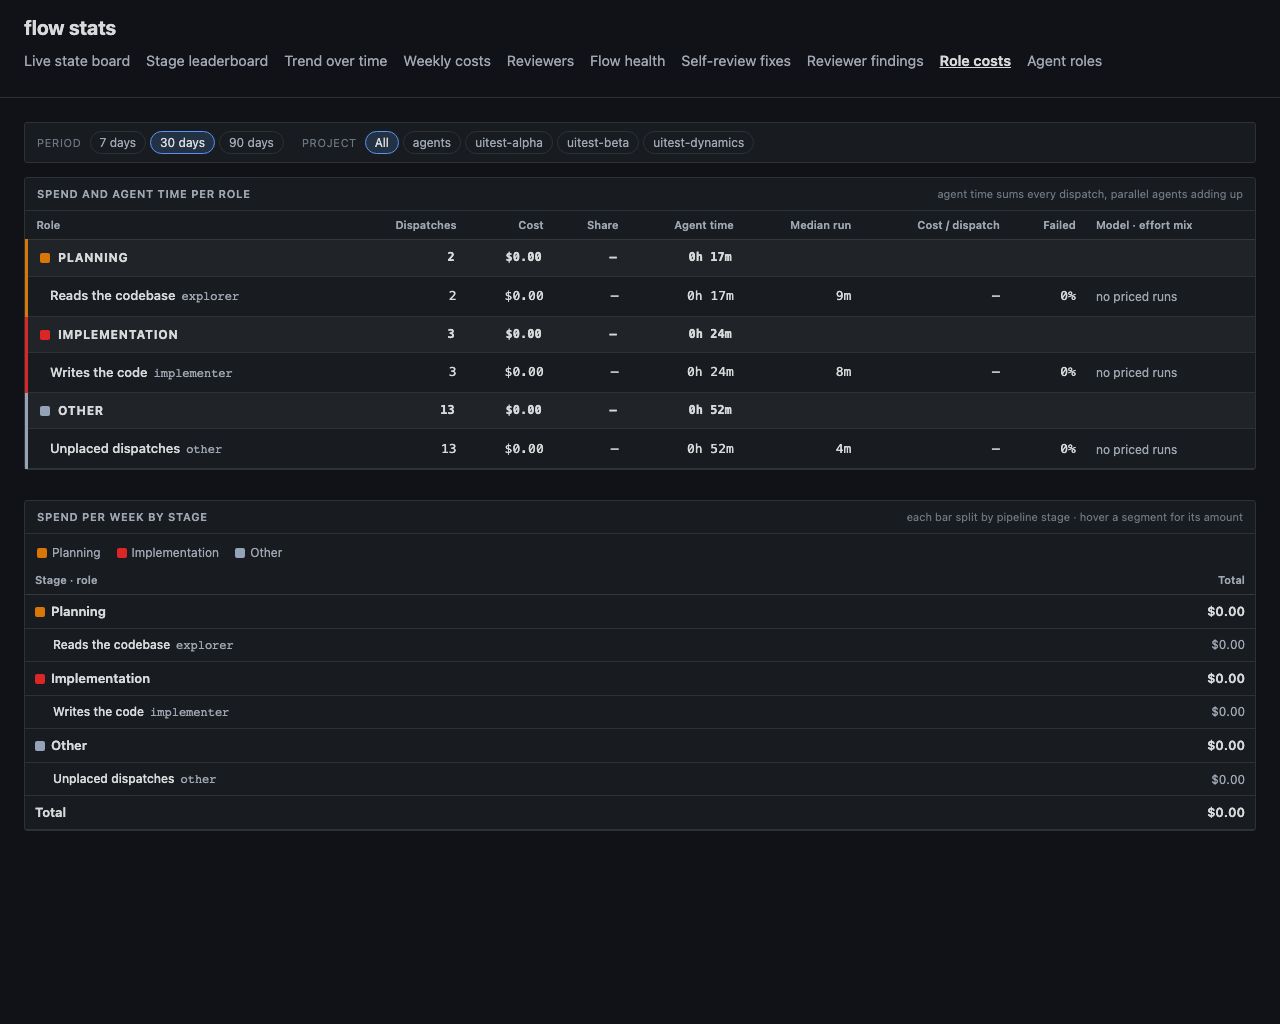 flow stats
Live state board Stage leaderboard Trend over time Weekly costs Reviewers Flow health Self-review fixes Reviewer findings Role costs Agent roles
PERIOD 7 days 30 days 90 days PROJECT All agents uitest-alpha uitest-beta uitest-dynamics
SPEND AND AGENT TIME PER ROLE agent time sums every dispatch, parallel agents adding up
Role Dispatches Cost Share Agent time Median run Cost / dispatch Failed Model · effort mix
PLANNING 2 $0.00 — 0h 17m
Reads the codebase explorer 2 $0.00 — 0h 17m 9m — 0% no priced runs
IMPLEMENTATION 3 $0.00 — 0h 24m
Writes the code implementer 3 $0.00 — 0h 24m 8m — 0% no priced runs
OTHER 13 $0.00 — 0h 52m
Unplaced dispatches other 13 $0.00 — 0h 52m 4m — 0% no priced runs
SPEND PER WEEK BY STAGE each bar split by pipeline stage · hover a segment for its amount
Planning Implementation Other
Stage · role Total
Planning $0.00
Reads the codebase explorer $0.00
Implementation $0.00
Writes the code implementer $0.00
Other $0.00
Unplaced dispatches other $0.00
Total $0.00